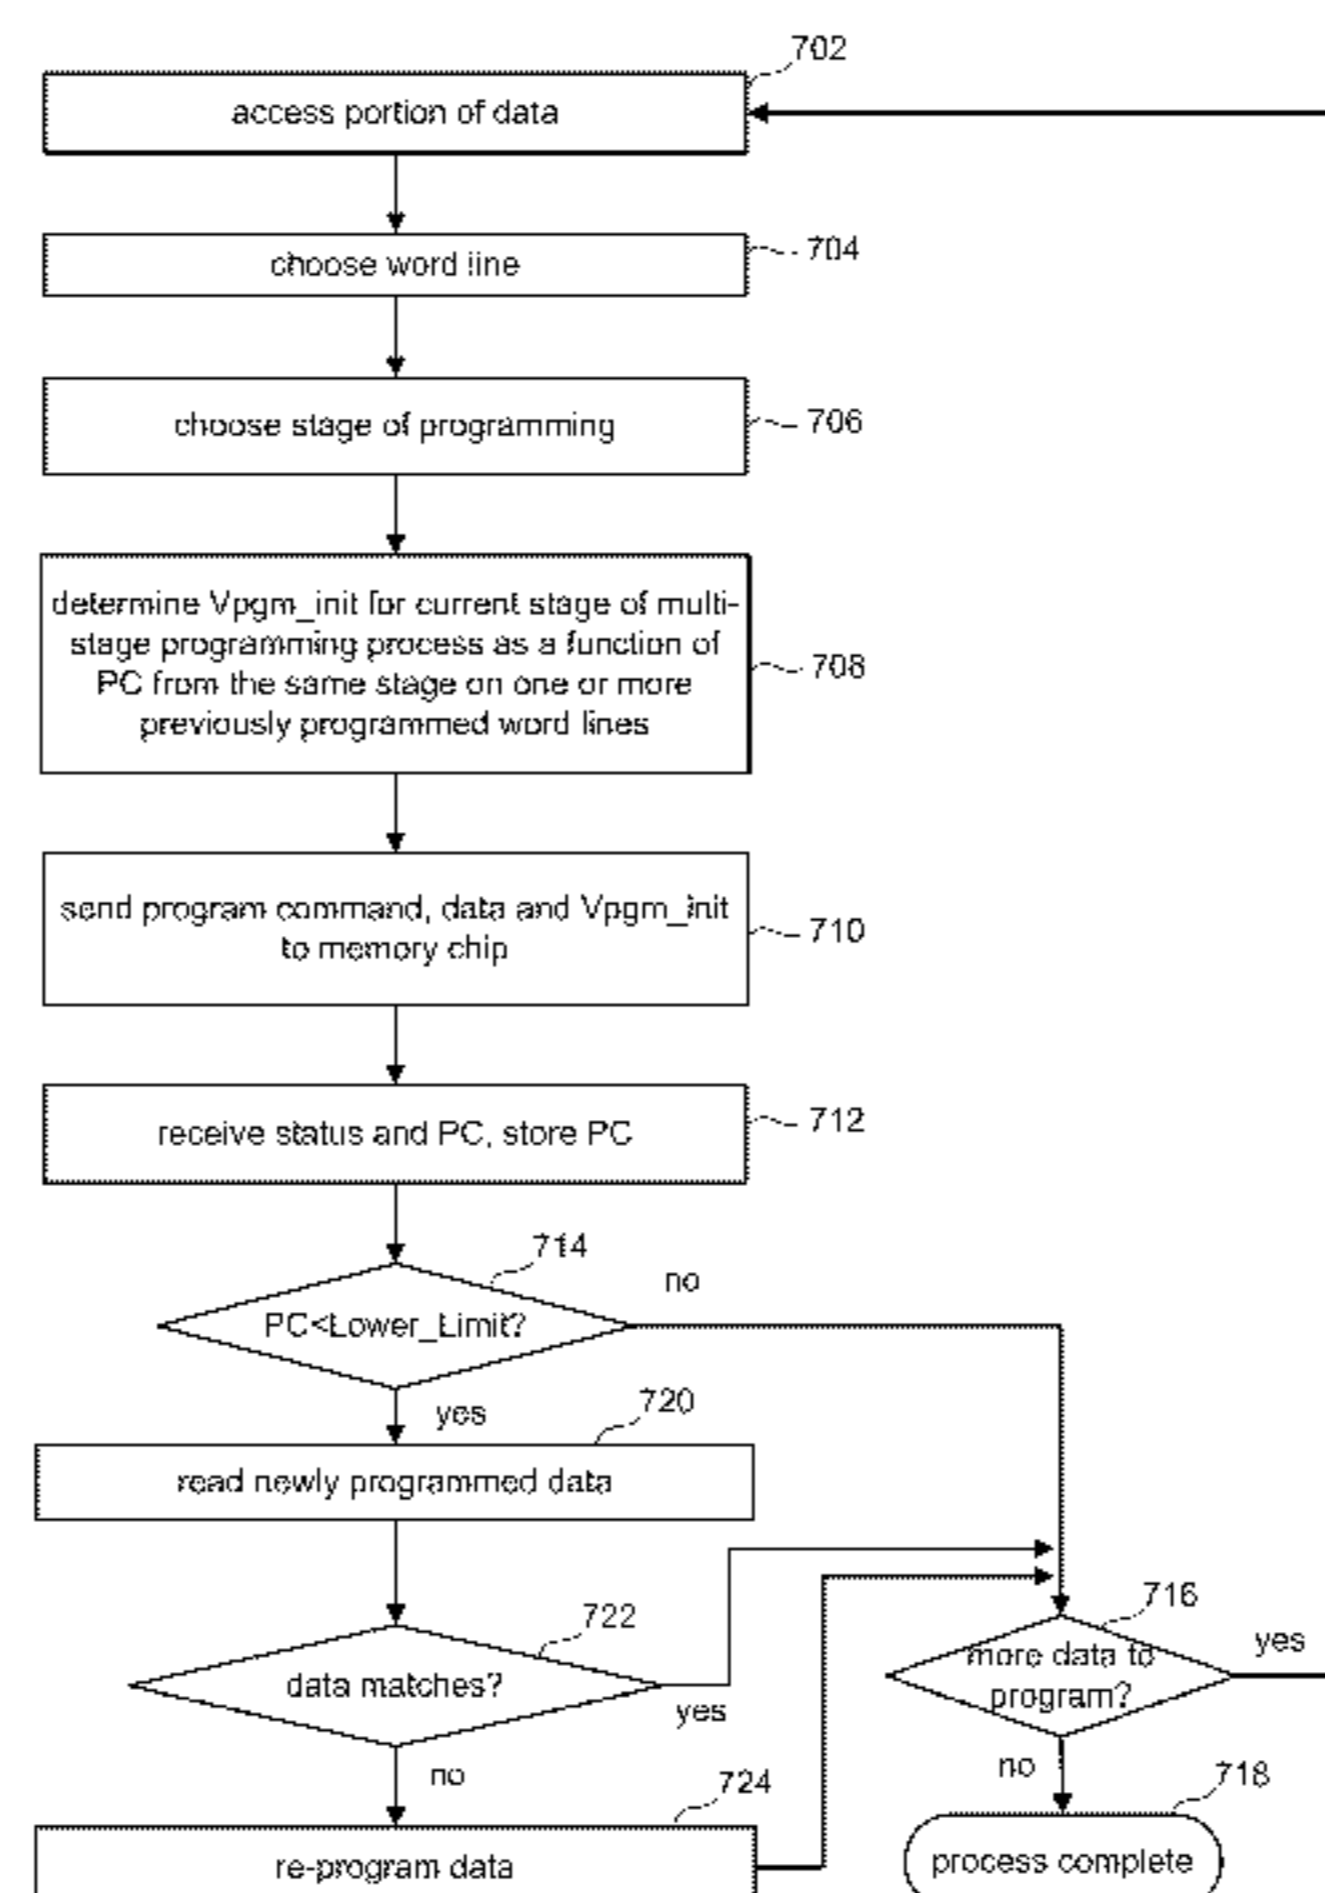 702
access portion of data
704
choose word line
706
choose stage of programming
708
determine Vpgm_init for current stage of multi-
stage programming process as a function of
PC from the same stage on one or more
previously programmed word lines
710
send program command, data and Vpgm_init
to memory chip
712
receive status and PC, store PC
714
no
PC<Lower_Limit?
yes
720
read newly programmed data
722
data matches?
yes
716
more data to
program?
yes
no
724
re-program data
no
718
process complete